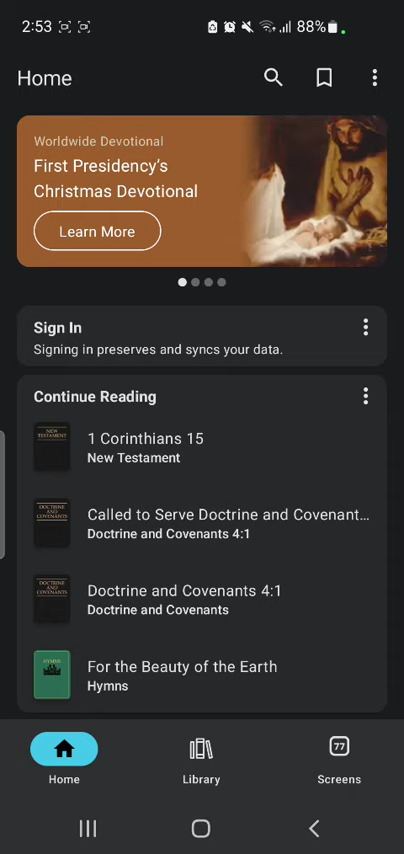 2:53 88%
Home
Worldwide Devotional
First Presidency's
Christmas Devotional
Learn More
Sign In
Signing in preserves and syncs your data.
Continue Reading
NEW
TESTAMENT
1 Corinthians 15
New Testament
DOCTRINE
AND
COVENANTS
Called to Serve Doctrine and Covenant...
Doctrine and Covenants 4:1
DOCTRINE
AND
COVENANTS
Doctrine and Covenants 4:1
Doctrine and Covenants
HYMNS
For the Beauty of the Earth
Hymns
77
Home Library Screens